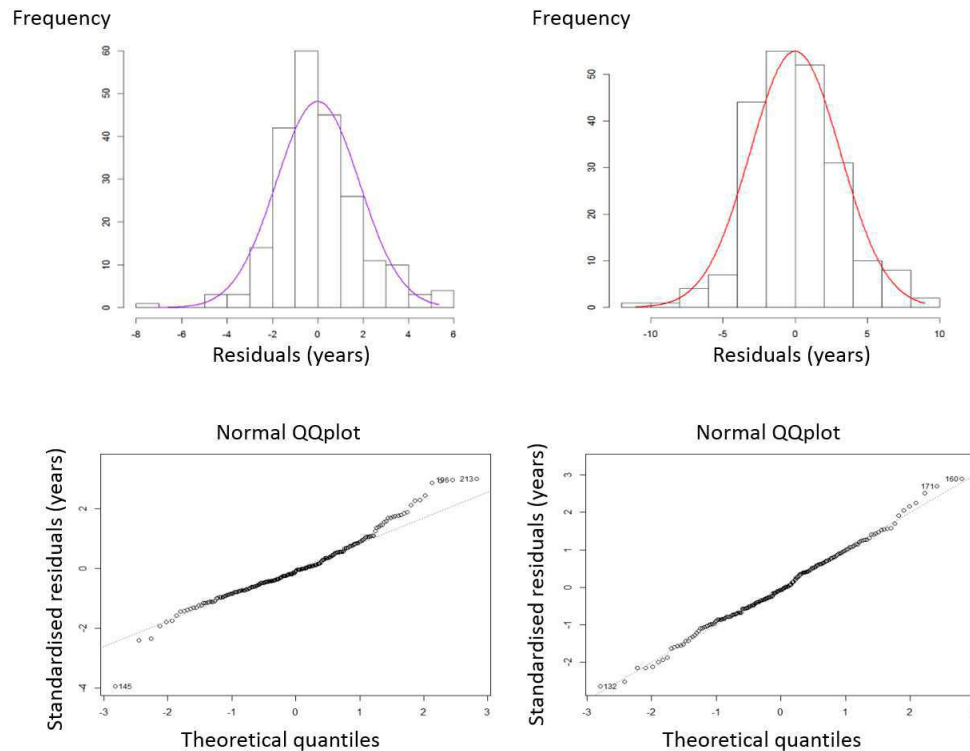 Frequency
Frequency
60
50
40
30
20
10
0
-8 -6 -4 -2 0 2 4 6
Residuals (years)
50
40
30
20
10
0
-10 -5 0 5 10
Residuals (years)
Normal QQplot
Standardised residuals (years)
2
0
-2
-4
196 213
145
-3 -2 -1 0 1 2 3
Theoretical quantiles
Normal QQplot
Standardised residuals (years)
3
2
1
0
-1
-2
171 160
132
-3 -2 -1 0 1 2 3
Theoretical quantiles